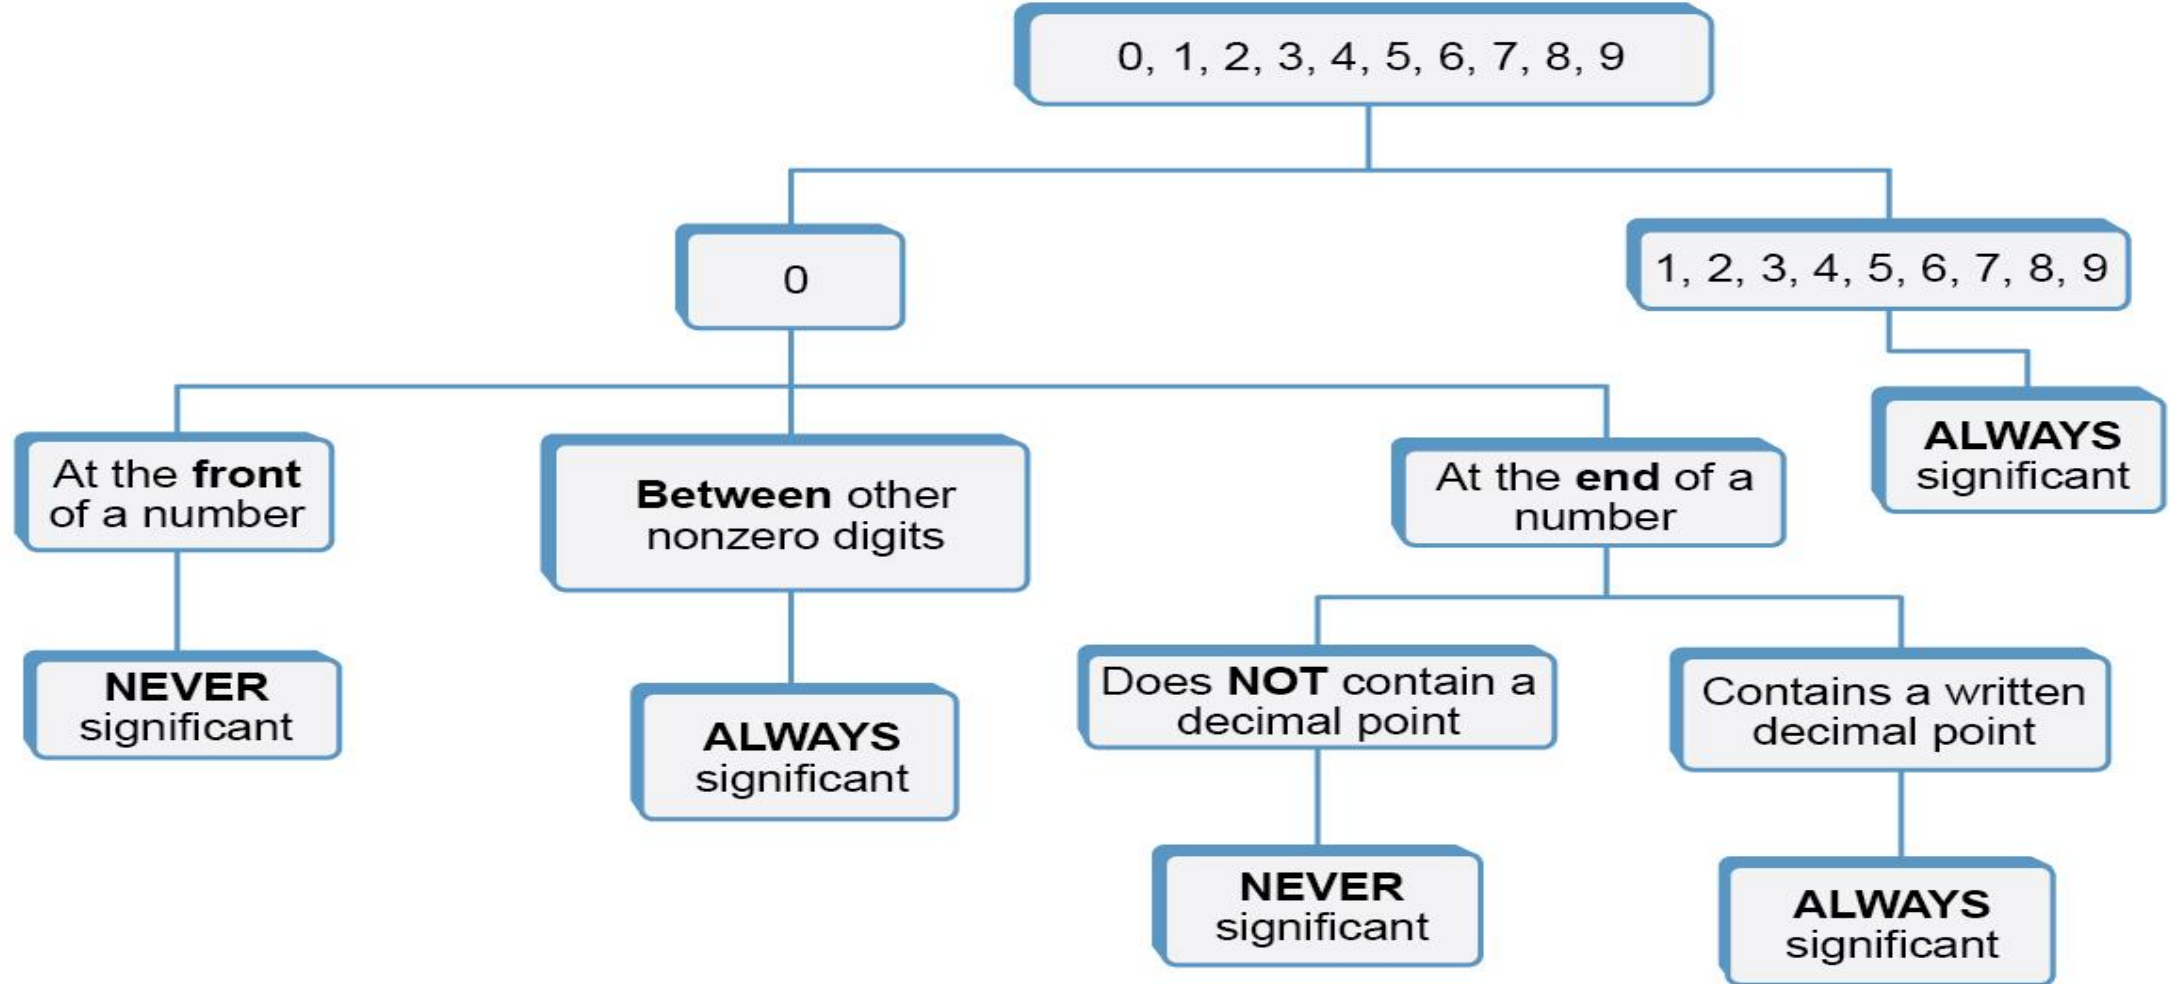 0, 1, 2, 3, 4, 5, 6, 7, 8, 9
0
1, 2, 3, 4, 5, 6, 7, 8, 9
At the front
of a number
Between other
nonzero digits
At the end of a
number
ALWAYS
significant
NEVER
significant
ALWAYS
significant
Does NOT contain a
decimal point
Contains a written
decimal point
NEVER
significant
ALWAYS
significant